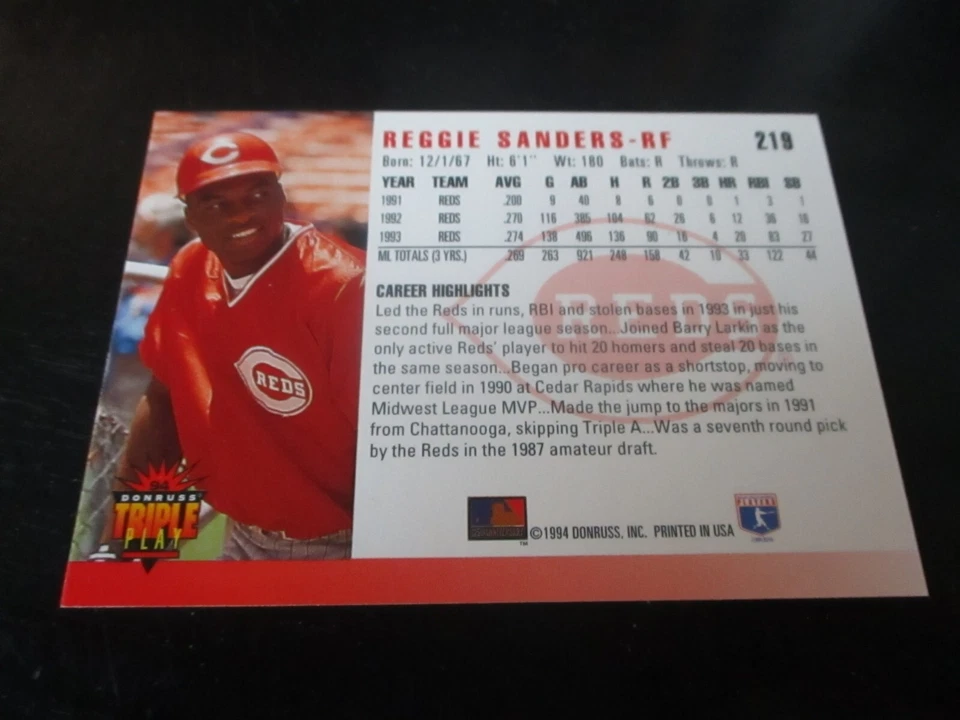 REGGIE SANDERS-RF 219
Born: 12/1/67 Ht: 6'1" Wt: 180 Bats: R Throws: R
YEAR TEAM AVG G AB H R 2B 3B HR RBI SB
1991 REDS .200 9 40 8 6 0 0 1 3 1
1992 REDS .270 116 385 104 62 26 6 12 36 16
1993 REDS .274 138 496 136 90 16 4 20 83 27
ML TOTALS (3 YRS.) .269 263 921 248 158 42 10 33 122 44
CAREER HIGHLIGHTS
Led the Reds in runs, RBI and stolen bases in 1993 in just his
second full major league season...Joined Barry Larkin as the
only active Reds' player to hit 20 homers and steal 20 bases in
the same season...Began pro career as a shortstop, moving to
center field in 1990 at Cedar Rapids where he was named
Midwest League MVP...Made the jump to the majors in 1991
from Chattanooga, skipping Triple A...Was a seventh round pick
by the Reds in the 1987 amateur draft.
REDS
C
REDS
94
DONRUSS
TRIPLE
PLAY
™ ©1994 DONRUSS, INC. PRINTED IN USA
PLAYERS